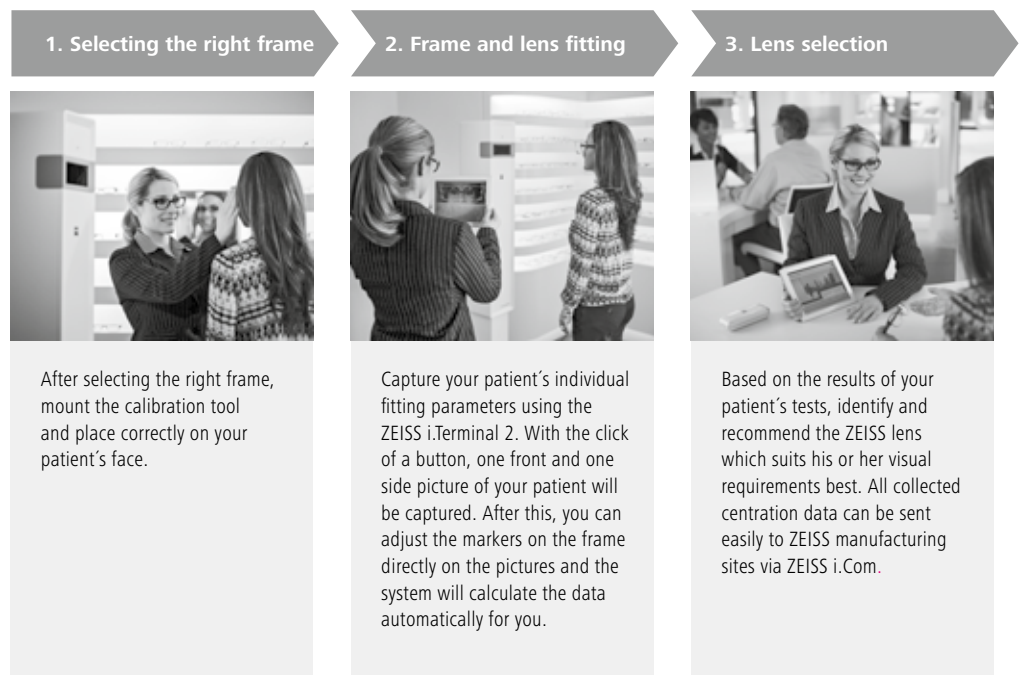 1. Selecting the right frame
2. Frame and lens fitting
3. Lens selection
After selecting the right frame,
mount the calibration tool
and place correctly on your
patient´s face.
Capture your patient´s individual
fitting parameters using the
ZEISS i.Terminal 2. With the click
of a button, one front and one
side picture of your patient will
be captured. After this, you can
adjust the markers on the frame
directly on the pictures and the
system will calculate the data
automatically for you.
Based on the results of your
patient´s tests, identify and
recommend the ZEISS lens
which suits his or her visual
requirements best. All collected
centration data can be sent
easily to ZEISS manufacturing
sites via ZEISS i.Com.